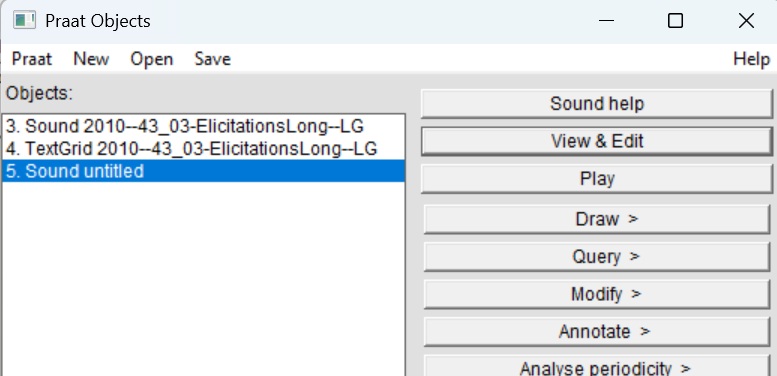 Praat Objects
Praat New Open Save Help
Objects:
3. Sound 2010--43_03-ElicitationsLong--LG
4. TextGrid 2010--43_03-ElicitationsLong--LG
5. Sound untitled
Sound help
View & Edit
Play
Draw >
Query >
Modify >
Annotate >
Analyse periodicity >